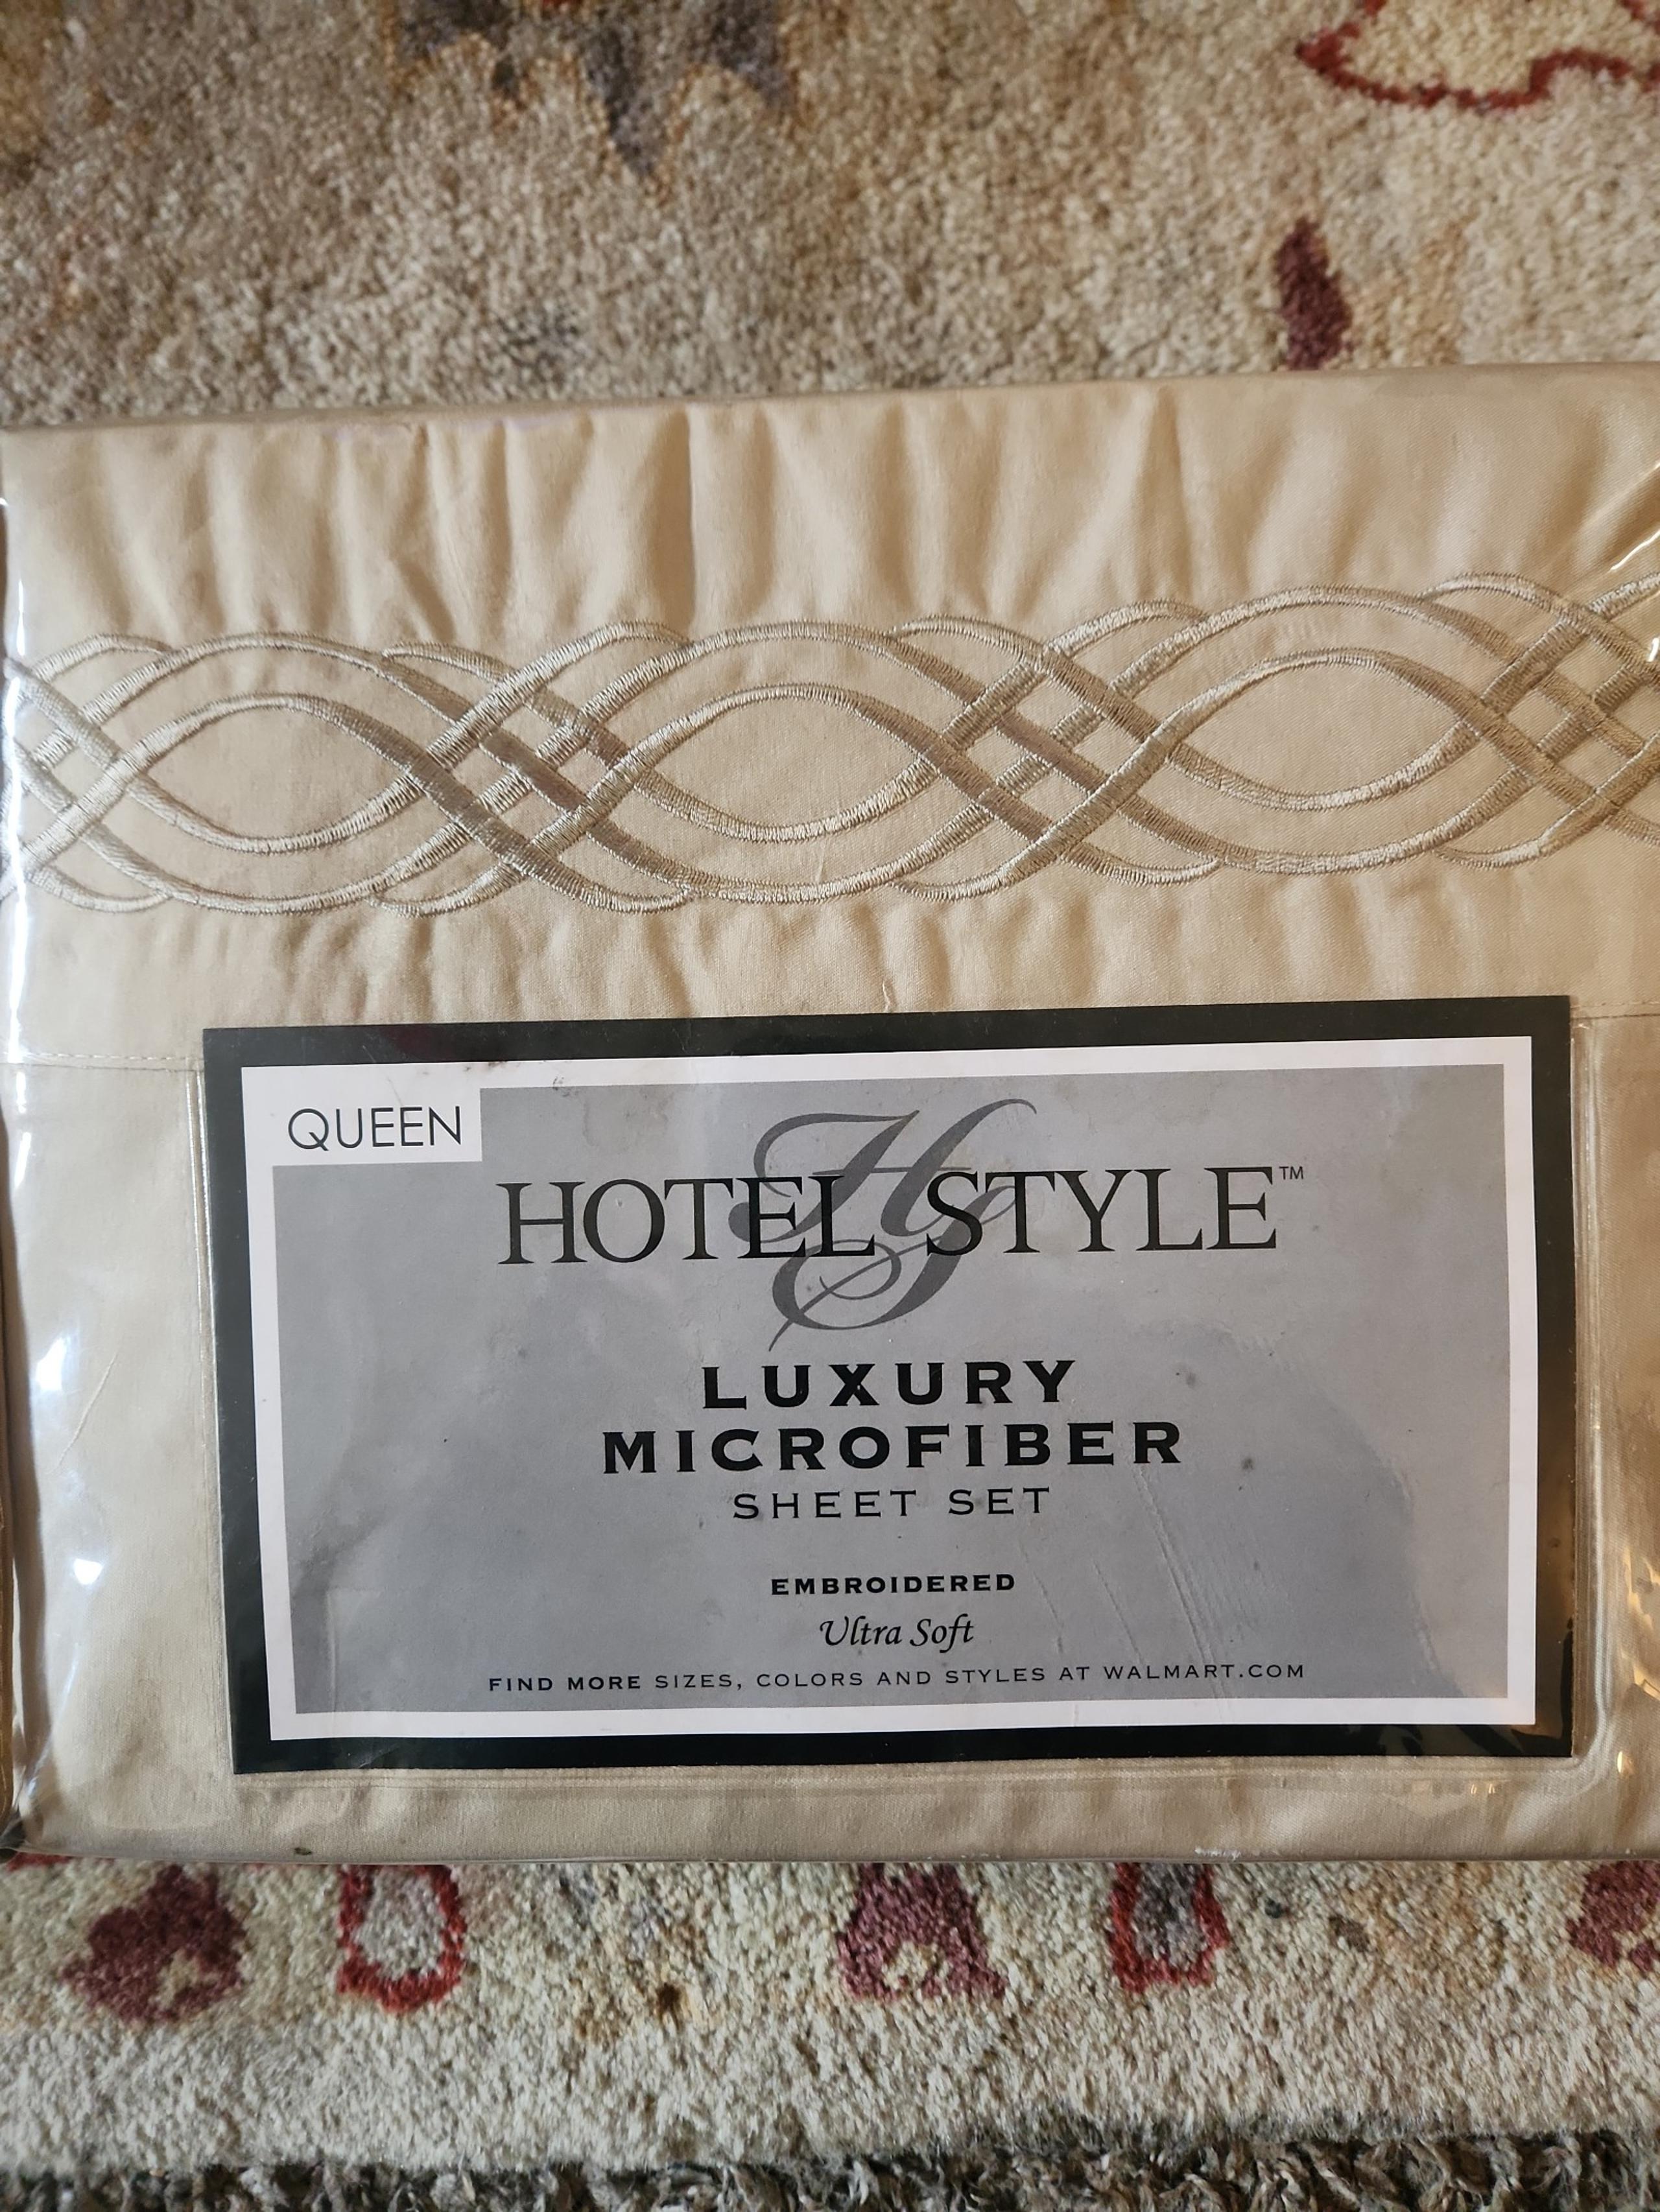 QUEEN
HS
HOTEL STYLE™
LUXURY
MICROFIBER
SHEET SET
EMBROIDERED
Ultra Soft
FIND MORE SIZES, COLORS AND STYLES AT WALMART.COM